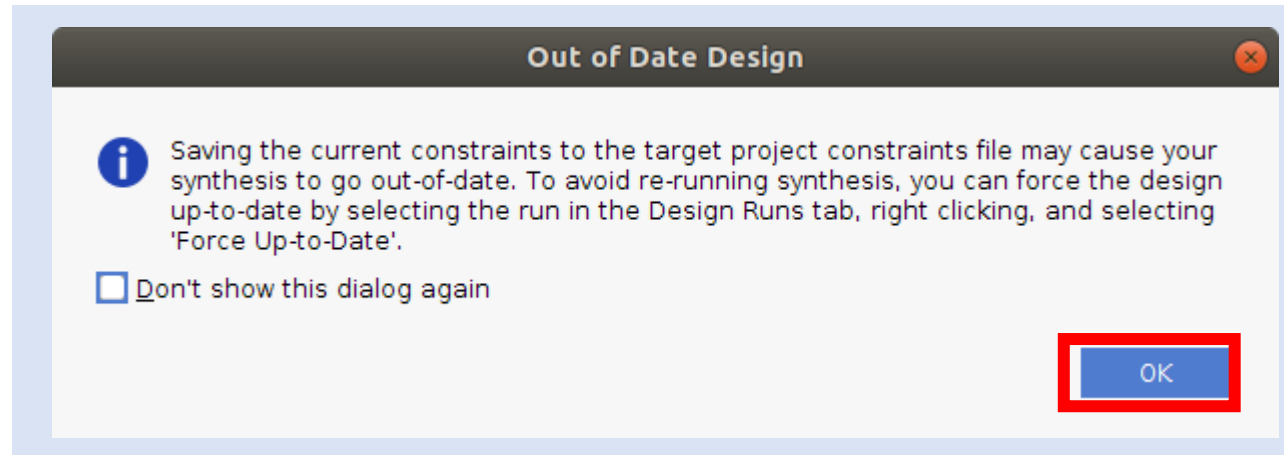 Out of Date Design
Saving the current constraints to the target project constraints file may cause your
synthesis to go out-of-date. To avoid re-running synthesis, you can force the design
up-to-date by selecting the run in the Design Runs tab, right clicking, and selecting
'Force Up-to-Date'.
Don't show this dialog again
OK